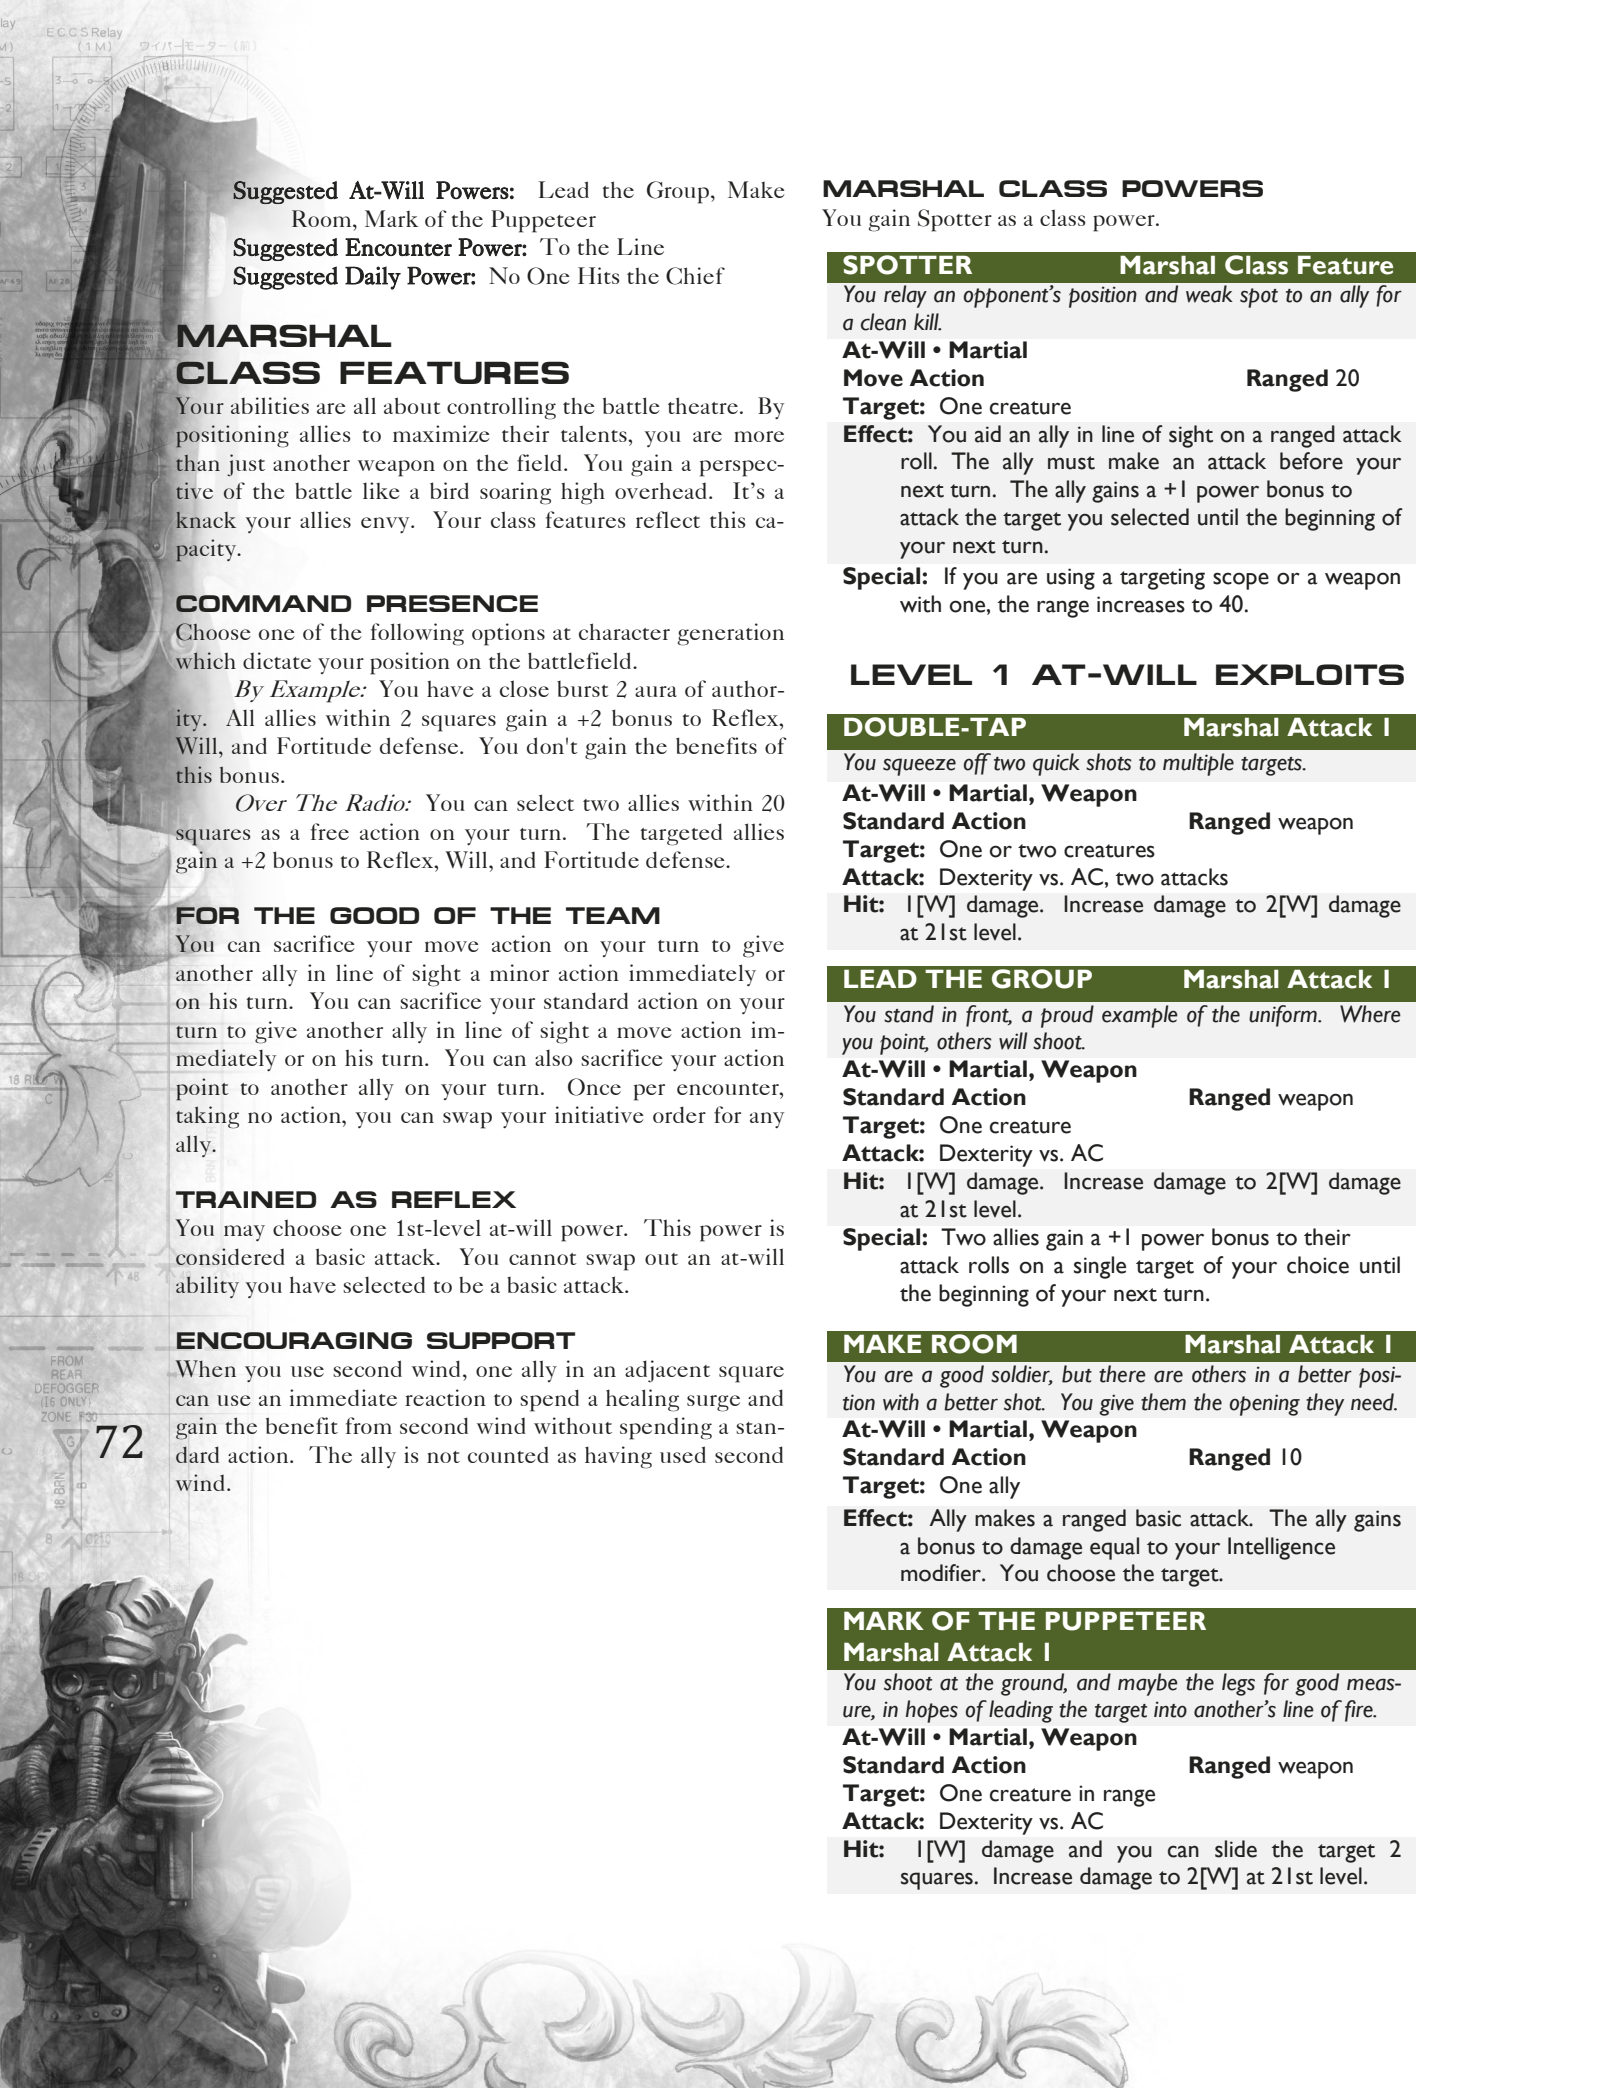 Suggested At-Will Powers: Lead the Group, Make
Room, Mark of the Puppeteer
Suggested Encounter Power: To the Line
Suggested Daily Power: No One Hits the Chief
MARSHAL
CLASS FEATURES
Your abilities are all about controlling the battle theatre. By
positioning allies to maximize their talents, you are more
than just another weapon on the field. You gain a perspec-
tive of the battle like a bird soaring high overhead. It's a
knack your allies envy. Your class features reflect this ca-
pacity.
COMMAND PRESENCE
Choose one of the following options at character generation
which dictate your position on the battlefield.
By Example: You have a close burst 2 aura of author-
ity. All allies within 2 squares gain a +2 bonus to Reflex,
Will, and Fortitude defense. You don't gain the benefits of
this bonus.
Over The Radio: You can select two allies within 20
squares as a free action on your turn. The targeted allies
gain a +2 bonus to Reflex, Will, and Fortitude defense.
FOR THE GOOD OF THE TEAM
You can sacrifice your move action on your turn to give
another ally in line of sight a minor action immediately or
on his turn. You can sacrifice your standard action on your
turn to give another ally in line of sight a move action im-
mediately or on his turn. You can also sacrifice your action
point to another ally on your turn. Once per encounter,
taking no action, you can swap your initiative order for any
ally.
TRAINED AS REFLEX
You may choose one 1st-level at-will power. This power is
considered a basic attack. You cannot swap out an at-will
ability you have selected to be a basic attack.
ENCOURAGING SUPPORT
When you use second wind, one ally in an adjacent square
can use an immediate reaction to spend a healing surge and
gain the benefit from second wind without spending a stan-
dard action. The ally is not counted as having used second
wind.
72
MARSHAL CLASS POWERS
You gain Spotter as a class power.
SPOTTER Marshal Class Feature
You relay an opponent's position and weak spot to an ally for
a clean kill.
At-Will • Martial
Move Action Ranged 20
Target: One creature
Effect: You aid an ally in line of sight on a ranged attack
roll. The ally must make an attack before your
next turn. The ally gains a +1 power bonus to
attack the target you selected until the beginning of
your next turn.
Special: If you are using a targeting scope or a weapon
with one, the range increases to 40.
LEVEL 1 AT-WILL EXPLOITS
DOUBLE-TAP Marshal Attack 1
You squeeze off two quick shots to multiple targets.
At-Will • Martial, Weapon
Standard Action Ranged weapon
Target: One or two creatures
Attack: Dexterity vs. AC, two attacks
Hit: 1[W] damage. Increase damage to 2[W] damage
at 21st level.
LEAD THE GROUP Marshal Attack 1
You stand in front, a proud example of the uniform. Where
you point, others will shoot.
At-Will • Martial, Weapon
Standard Action Ranged weapon
Target: One creature
Attack: Dexterity vs. AC
Hit: 1[W] damage. Increase damage to 2[W] damage
at 21st level.
Special: Two allies gain a +1 power bonus to their
attack rolls on a single target of your choice until
the beginning of your next turn.
MAKE ROOM Marshal Attack 1
You are a good soldier, but there are others in a better posi-
tion with a better shot. You give them the opening they need.
At-Will • Martial, Weapon
Standard Action Ranged 10
Target: One ally
Effect: Ally makes a ranged basic attack. The ally gains
a bonus to damage equal to your Intelligence
modifier. You choose the target.
MARK OF THE PUPPETEER
Marshal Attack 1
You shoot at the ground, and maybe the legs for good meas-
ure, in hopes of leading the target into another's line of fire.
At-Will • Martial, Weapon
Standard Action Ranged weapon
Target: One creature in range
Attack: Dexterity vs. AC
Hit: 1[W] damage and you can slide the target 2
squares. Increase damage to 2[W] at 21st level.
ECCS Relay
(1M)
ワイパーモーター(前)
FROM
REAR
DEFOGGER
(16 ONLY)
ZONE F30
18 BRN